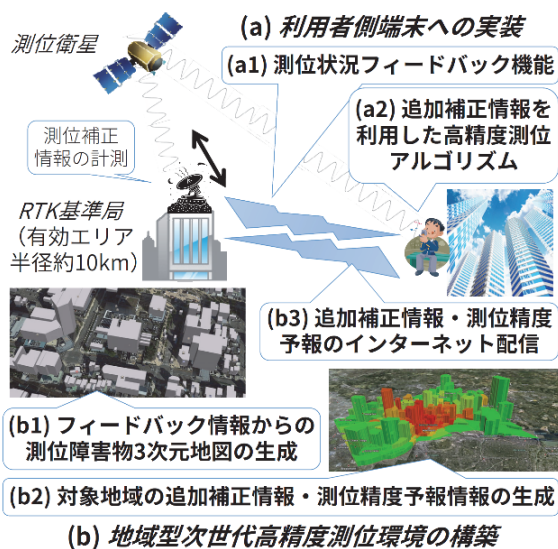 (a) 利用者側端末への実装
測位衛星
(a1) 測位状況フィードバック機能
(a2) 追加補正情報を
利用した高精度測位
アルゴリズム
測位補正
情報の計測
RTK基準局
（有効エリア
半径約10km）
(b3) 追加補正情報・測位精度
予報のインターネット配信
(b1) フィードバック情報からの
測位障害物3次元地図の生成
(b2) 対象地域の追加補正情報・測位精度予報情報の生成
(b) 地域型次世代高精度測位環境の構築